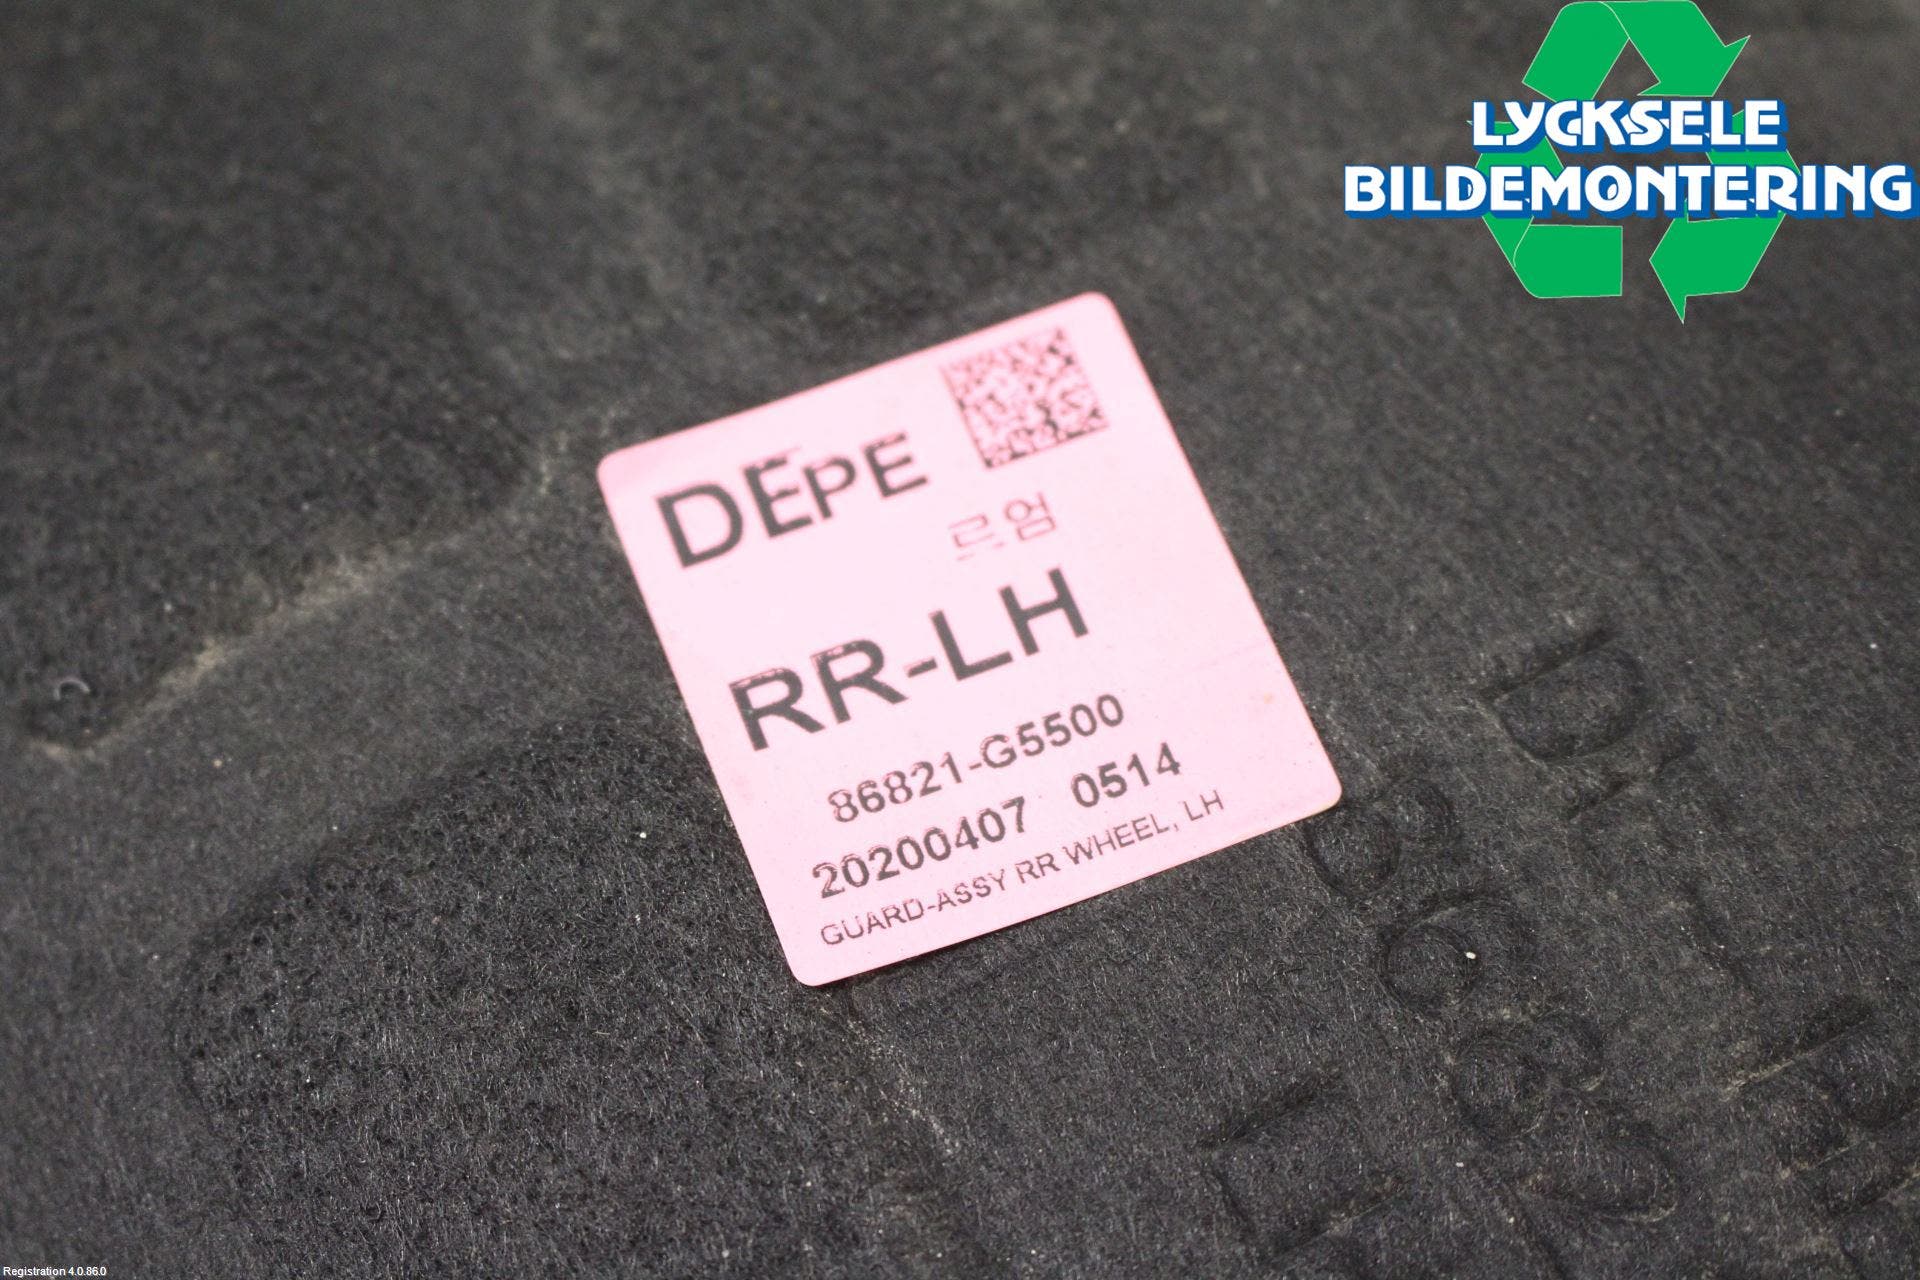 LYCKSELE
BILDEMONTERING
DEPE
르엄
RR-LH
86821-G5500
20200407 0514
GUARD-ASSY RR WHEEL, LH
Registration 4.0.86.0